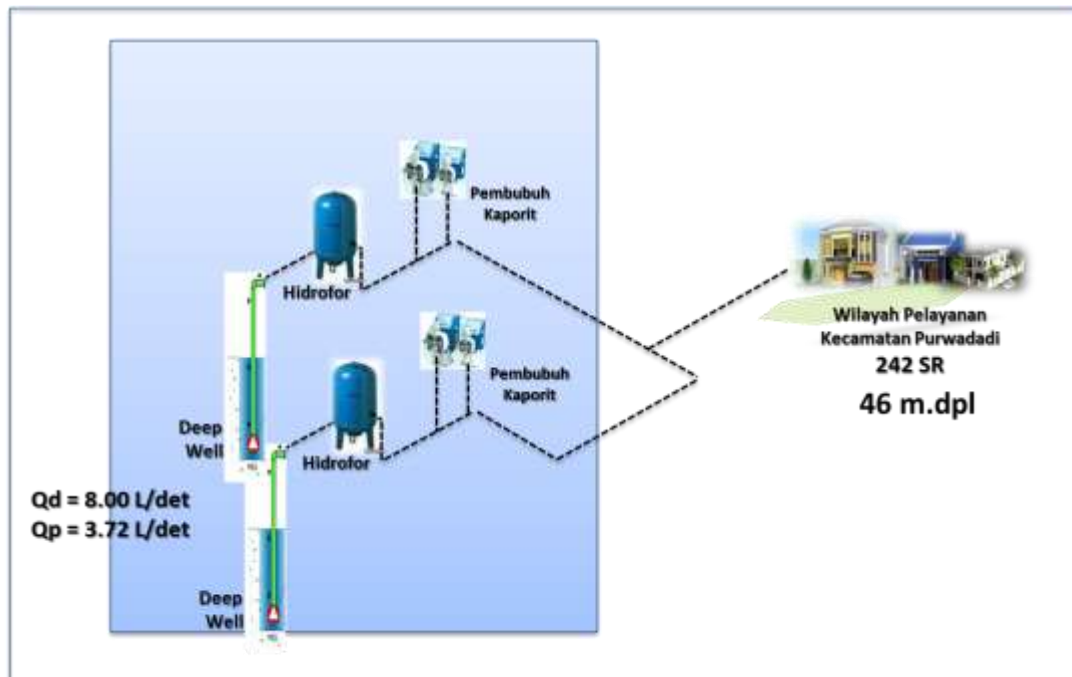 Pembubuh
Kaporit
Hidrofor
Wilayah Pelayanan
Kecamatan Purwadadi
242 SR
46 m.dpl
Pembubuh
Kaporit
Deep
Well
Hidrofor
Qd = 8.00 L/det
Qp = 3.72 L/det
Deep
Well